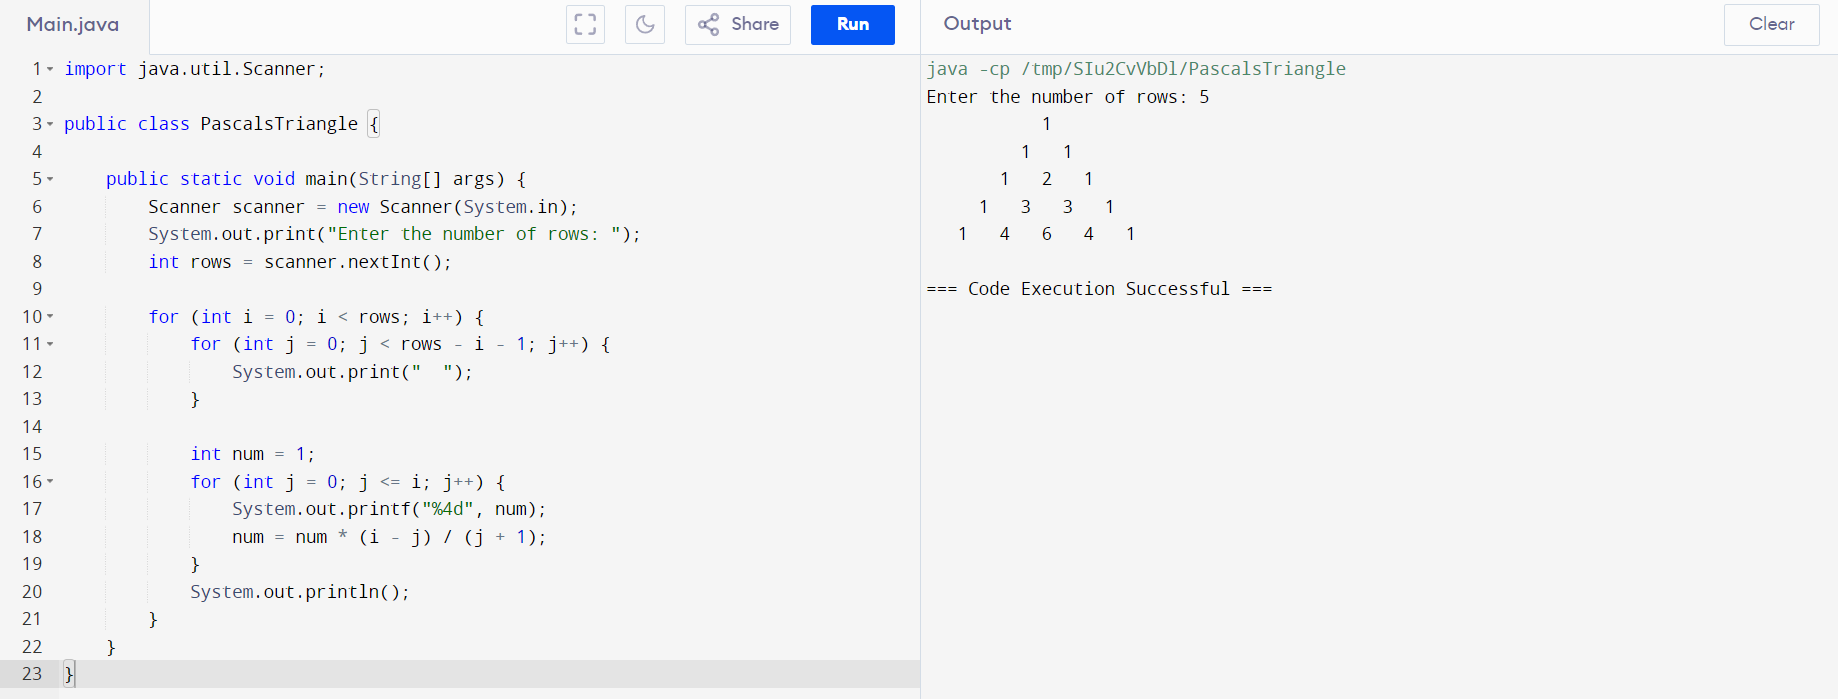 Main.java
Share
Run
1 import java.util.Scanner;
2
3 public class PascalsTriangle {
4
5     public static void main(String[] args) {
6         Scanner scanner = new Scanner(System.in);
7         System.out.print("Enter the number of rows: ");
8         int rows = scanner.nextInt();
9
10         for (int i = 0; i < rows; i++) {
11             for (int j = 0; j < rows - i - 1; j++) {
12                 System.out.print("  ");
13             }
14
15             int num = 1;
16             for (int j = 0; j <= i; j++) {
17                 System.out.printf("%4d", num);
18                 num = num * (i - j) / (j + 1);
19             }
20             System.out.println();
21         }
22     }
23 }
Output
Clear
java -cp /tmp/SIu2CvVbDl/PascalsTriangle
Enter the number of rows: 5
           1
         1   1
       1   2   1
     1   3   3   1
   1   4   6   4   1
=== Code Execution Successful ===